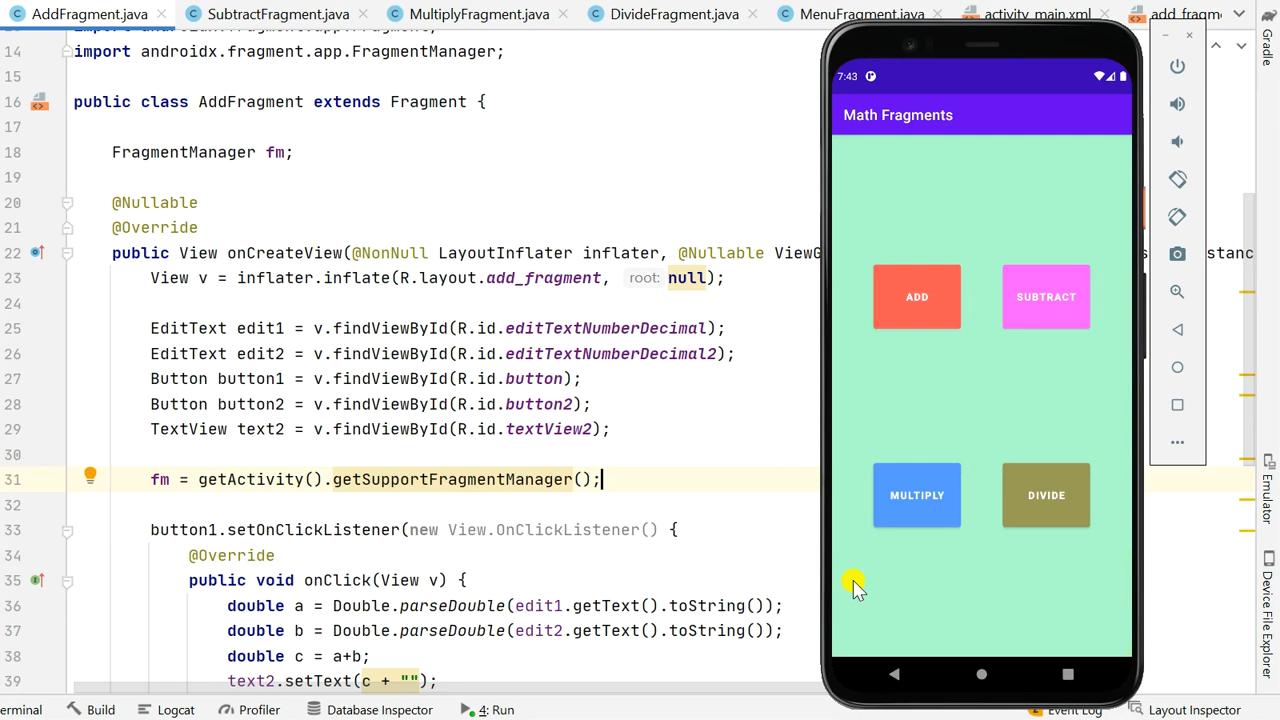 AddFragment.java SubtractFragment.java MultiplyFragment.java DivideFragment.java MenuFragment.java activity_main.xml
14 import androidx.fragment.app.FragmentManager;
15
16 public class AddFragment extends Fragment {
17
18 FragmentManager fm;
19
20 @Nullable
21 @Override
22 public View onCreateView(@NonNull LayoutInflater inflater, @Nullable ViewG
View v = inflater.inflate(R.layout.add_fragment, root: null);
24
25 EditText edit1 = v.findViewById(R.id.editTextNumberDecimal);
26 EditText edit2 = v.findViewById(R.id.editTextNumberDecimal2);
27 Button button1 = v.findViewById(R.id.button);
28 Button button2 = v.findViewById(R.id.button2);
29 TextView text2 = v.findViewById(R.id.textView2);
30
31 fm = getActivity().getSupportFragmentManager();
32
33 button1.setOnClickListener(new View.OnClickListener() {
34 @Override
35 public void onClick(View v) {
36 double a = Double.parseDouble(edit1.getText().toString());
37 double b = Double.parseDouble(edit2.getText().toString());
38 double c = a+b;
39 text2.setText(c + "");
7:43
Math Fragments
ADD SUBTRACT
MULTIPLY DIVIDE
Gradle
Emulator
Device File Explorer
Build Logcat Profiler Database Inspector 4: Run Event Log Layout Inspector